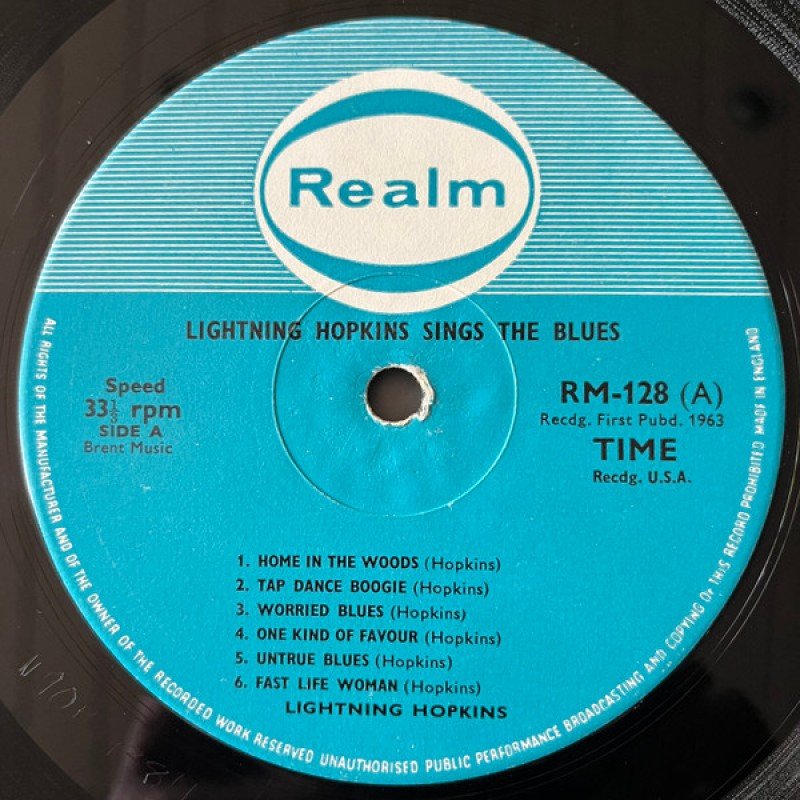 Realm
LIGHTNING HOPKINS SINGS THE BLUES
Speed
33⅓ rpm
SIDE A
Brent Music
RM-128 (A)
Recdg. First Pubd. 1963
TIME
Recdg. U.S.A.
1. HOME IN THE WOODS (Hopkins)
2. TAP DANCE BOOGIE (Hopkins)
3. WORRIED BLUES (Hopkins)
4. ONE KIND OF FAVOUR (Hopkins)
5. UNTRUE BLUES (Hopkins)
6. FAST LIFE WOMAN (Hopkins)
LIGHTNING HOPKINS
ALL RIGHTS OF THE MANUFACTURER AND OF THE OWNER OF THE RECORDED WORK RESERVED UNAUTHORISED PUBLIC PERFORMANCE BROADCASTING AND COPYING OF THIS RECORD PROHIBITED MADE IN ENGLAND